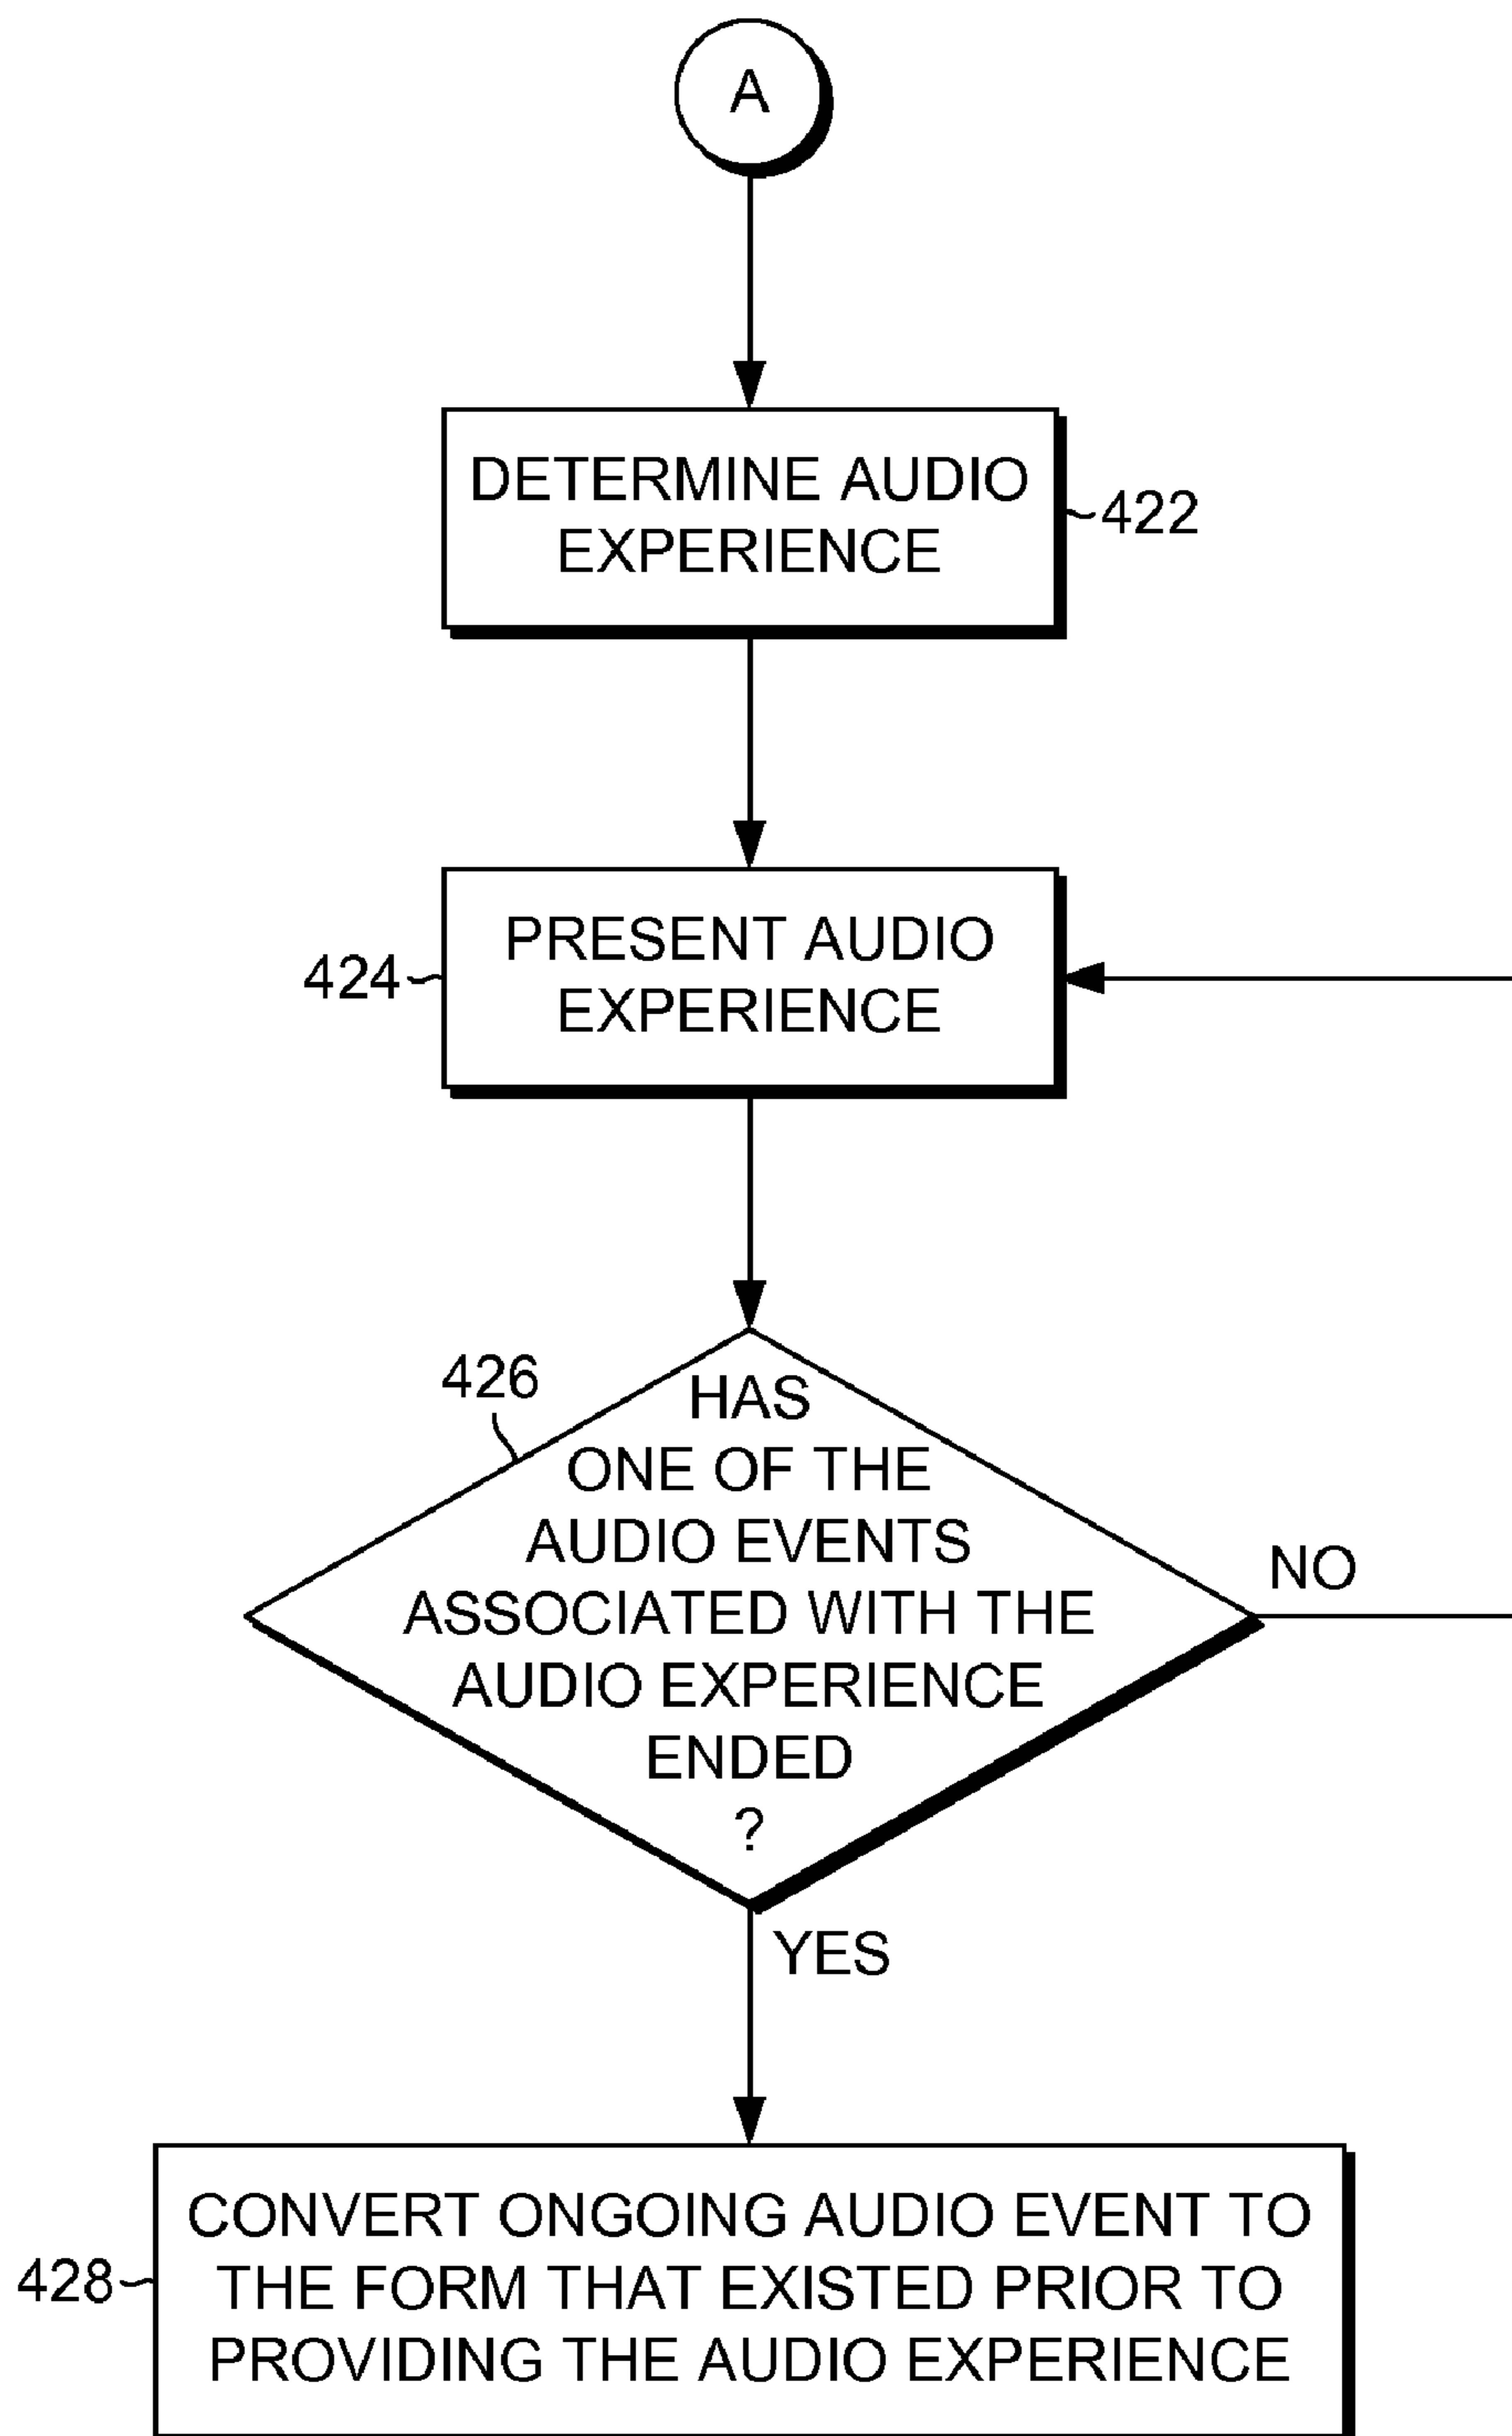 A
DETERMINE AUDIO
EXPERIENCE
422
PRESENT AUDIO
EXPERIENCE
424
426
HAS
ONE OF THE
AUDIO EVENTS
ASSOCIATED WITH THE
AUDIO EXPERIENCE
ENDED
?
NO
YES
CONVERT ONGOING AUDIO EVENT TO
THE FORM THAT EXISTED PRIOR TO
PROVIDING THE AUDIO EXPERIENCE
428